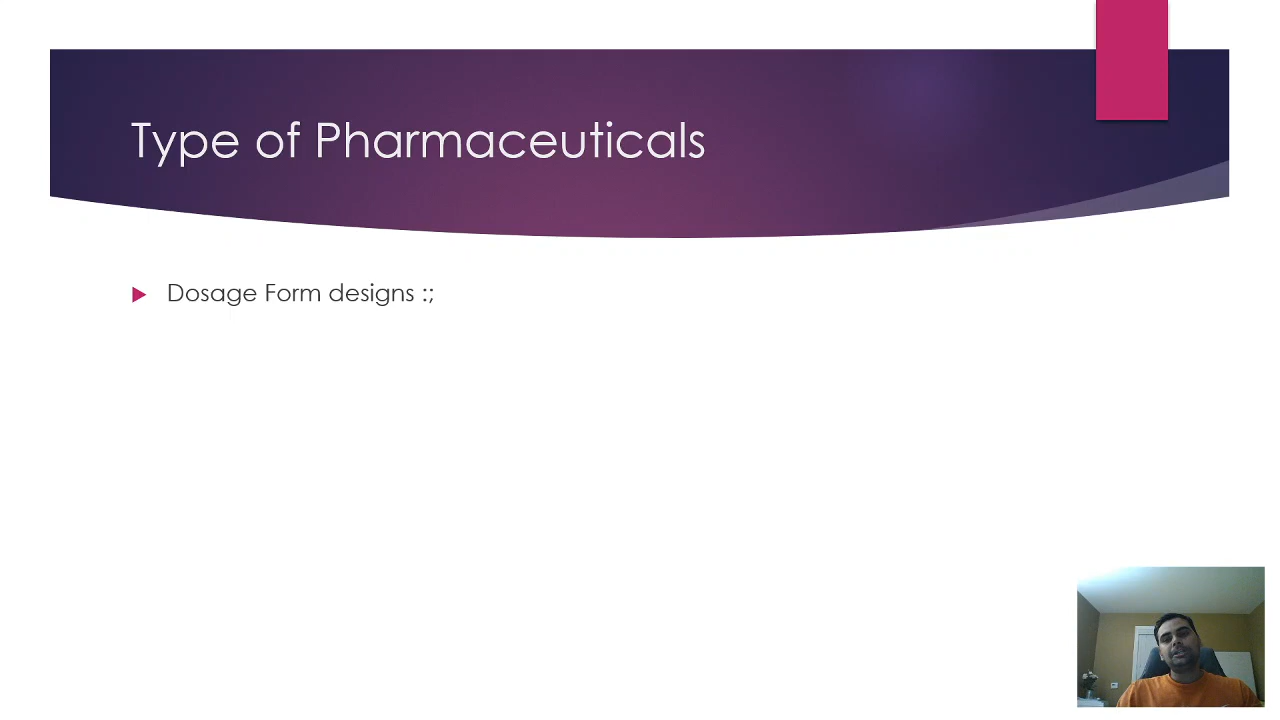 Type of Pharmaceuticals
Dosage Form designs :;